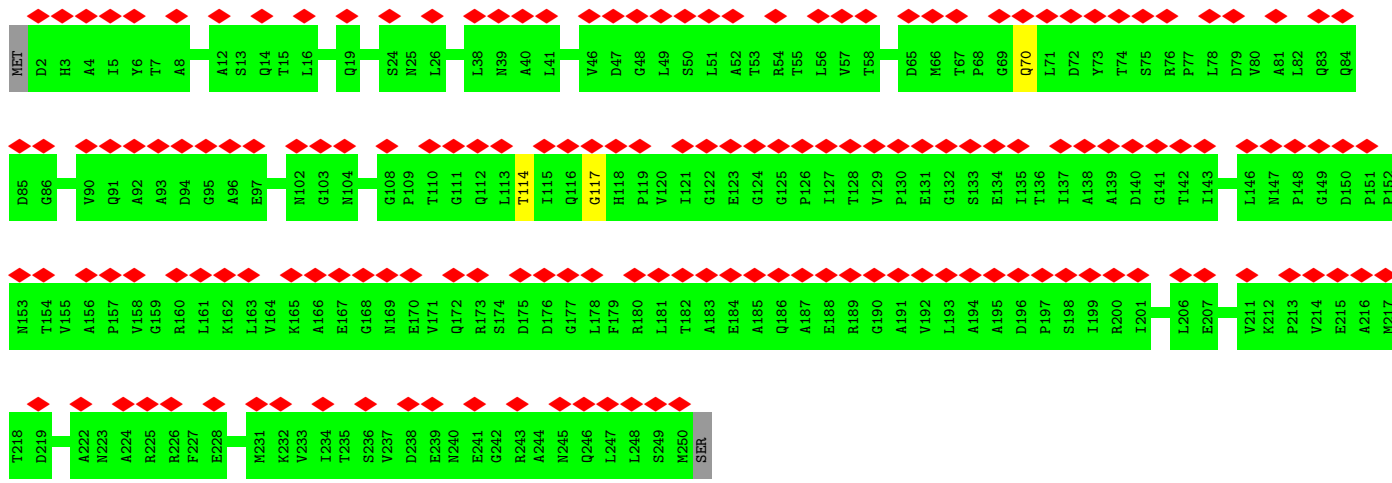 MET D2 H3 A4 I5 Y6 T7 A8 A12 S13 Q14 T15 L16 Q19 S24 N25 L26 L38 N39 A40 L41 V46 D47 G48 L49 S50 L51 A52 T53 R54 T55 L56 V57 T58 D65 M66 T67 P68 G69 Q70 L71 D72 Y73 T74 S75 R76 P77 L78 D79 V80 A81 L82 Q83 Q84
D85 G86 V90 Q91 A92 A93 D94 G95 A96 E97 N102 G103 N104 G108 P109 T110 G111 Q112 L113 T114 I115 Q116 G117 H118 P119 V120 I121 G122 E123 G124 G125 P126 I127 T128 V129 P130 E131 G132 S133 E134 I135 T136 I137 A138 A139 D140 G141 T142 I143 L146 N147 P148 G149 D150 P151 P152
N153 T154 V155 A156 P157 V158 G159 R160 L161 K162 L163 V164 K165 A166 E167 G168 N169 E170 V171 Q172 R173 S174 D175 D176 G177 L178 F179 R180 L181 T182 A183 E184 A185 Q186 A187 E188 R189 G190 A191 V192 L193 A194 A195 D196 P197 S198 I199 R200 I201 L206 E207 V211 K212 P213 V214 E215 A216 M217
T218 D219 A222 N223 A224 R225 R226 F227 E228 M231 K232 V233 I234 T235 S236 V237 D238 E239 N240 E241 G242 R243 A244 N245 Q246 L247 L248 S249 M250 SER